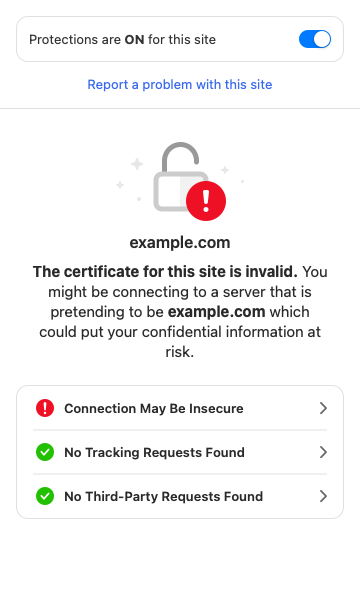 Protections are ON for this site
Report a problem with this site
example.com
The certificate for this site is invalid. You
might be connecting to a server that is
pretending to be example.com which
could put your confidential information at
risk.
Connection May Be Insecure
No Tracking Requests Found
No Third-Party Requests Found